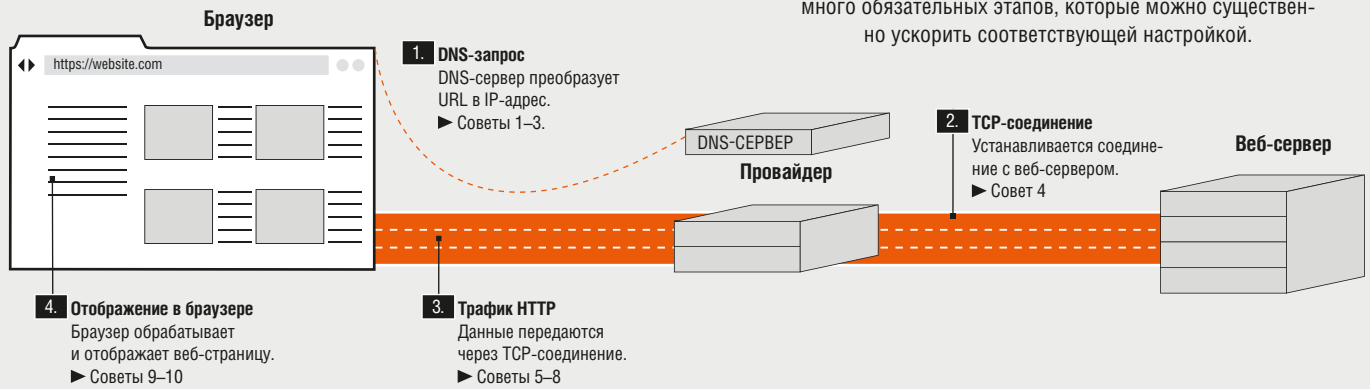 много обязательных этапов, которые можно существен-
но ускорить соответствующей настройкой.
Браузер
https://website.com
1. DNS-запрос
DNS-сервер преобразует
URL в IP-адрес.
► Советы 1–3.
DNS-СЕРВЕР
Провайдер
2. TCP-соединение
Устанавливается соедине-
ние с веб-сервером.
► Совет 4
Веб-сервер
4. Отображение в браузере
Браузер обрабатывает
и отображает веб-страницу.
► Советы 9–10
3. Трафик HTTP
Данные передаются
через TCP-соединение.
► Советы 5–8